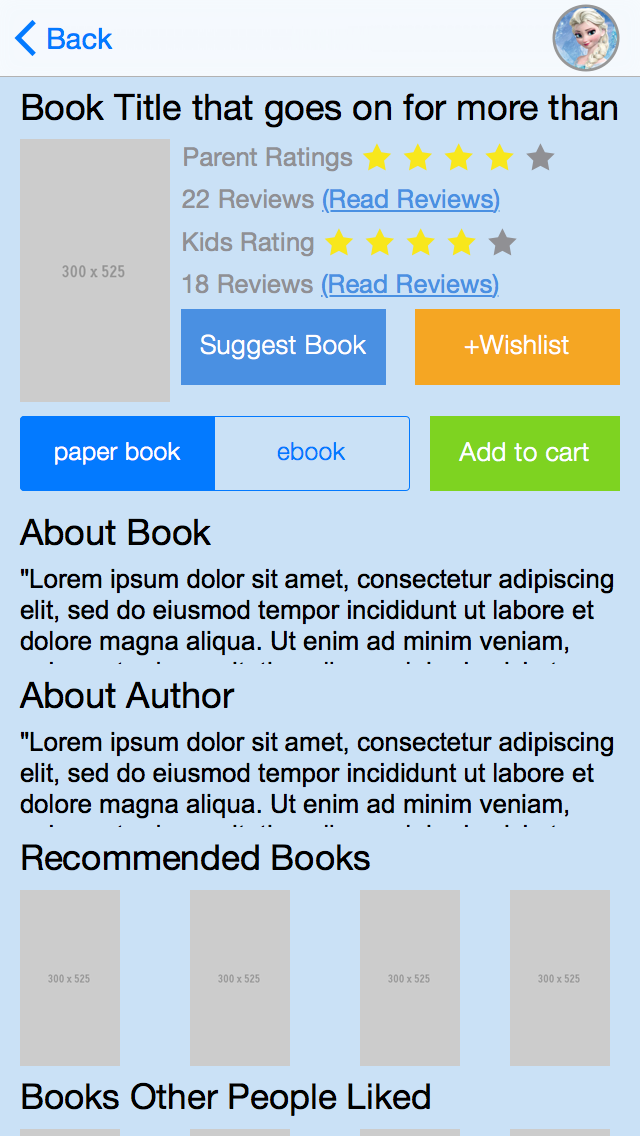 Back
Book Title that goes on for more than
300 x 525
Parent Ratings
22 Reviews (Read Reviews)
Kids Rating
18 Reviews (Read Reviews)
Suggest Book
+Wishlist
paper book
ebook
Add to cart
About Book
"Lorem ipsum dolor sit amet, consectetur adipiscing
elit, sed do eiusmod tempor incididunt ut labore et
dolore magna aliqua. Ut enim ad minim veniam,
About Author
"Lorem ipsum dolor sit amet, consectetur adipiscing
elit, sed do eiusmod tempor incididunt ut labore et
dolore magna aliqua. Ut enim ad minim veniam,
Recommended Books
300 x 525
300 x 525
300 x 525
300 x 525
Books Other People Liked